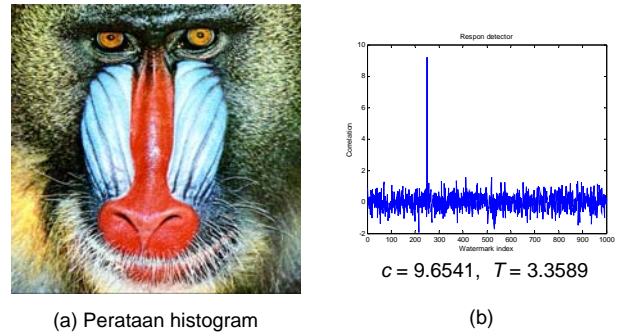 Respon detector
10
8
6
4
2
0
-2
Correlation
0 100 200 300 400 500 600 700 800 900 1000
Watermark index
c = 9.6541, T = 3.3589
(a) Perataan histogram
(b)